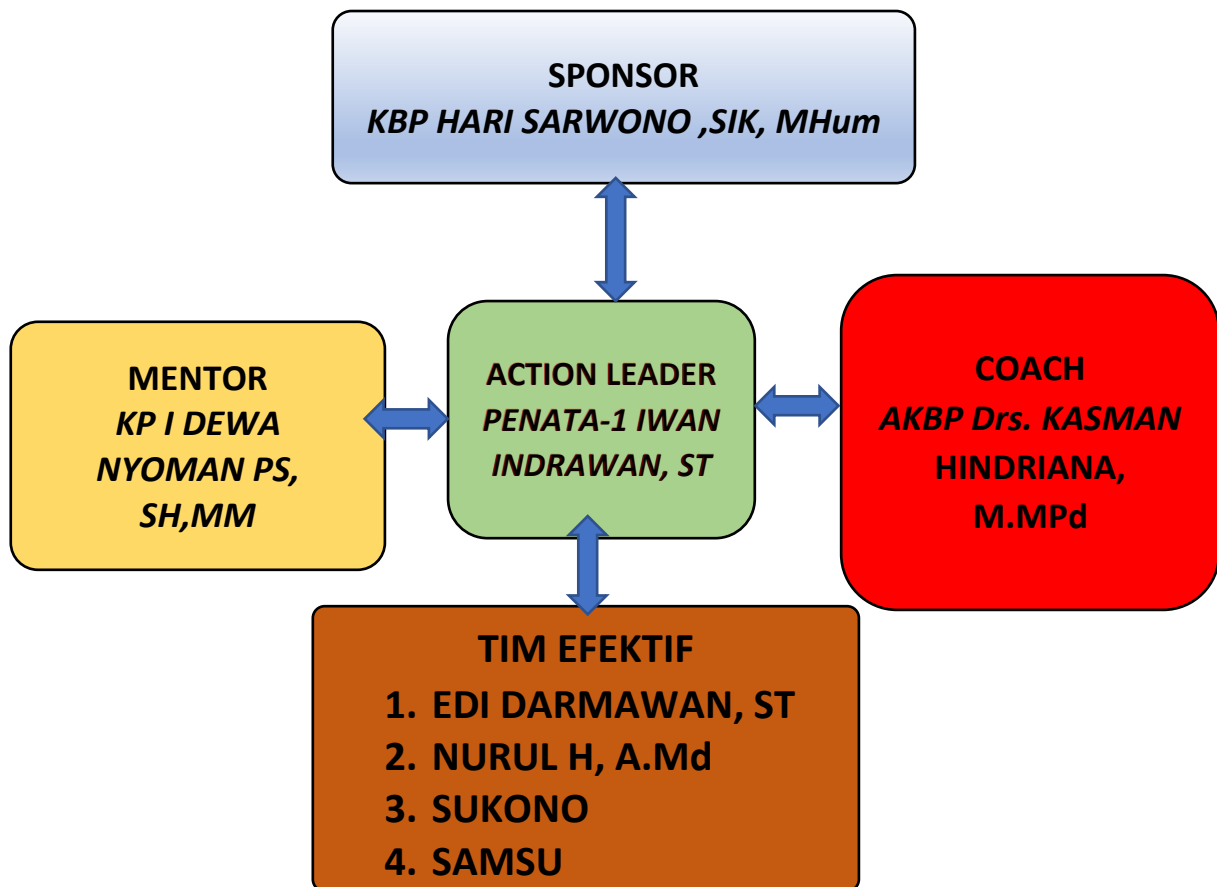 SPONSOR
KBP HARI SARWONO ,SIK, MHum
MENTOR
KP I DEWA
NYOMAN PS,
SH,MM
ACTION LEADER
PENATA-1 IWAN
INDRAWAN, ST
COACH
AKBP Drs. KASMAN
HINDRIANA,
M.MPd
TIM EFEKTIF
1. EDI DARMAWAN, ST
2. NURUL H, A.Md
3. SUKONO
4. SAMSU